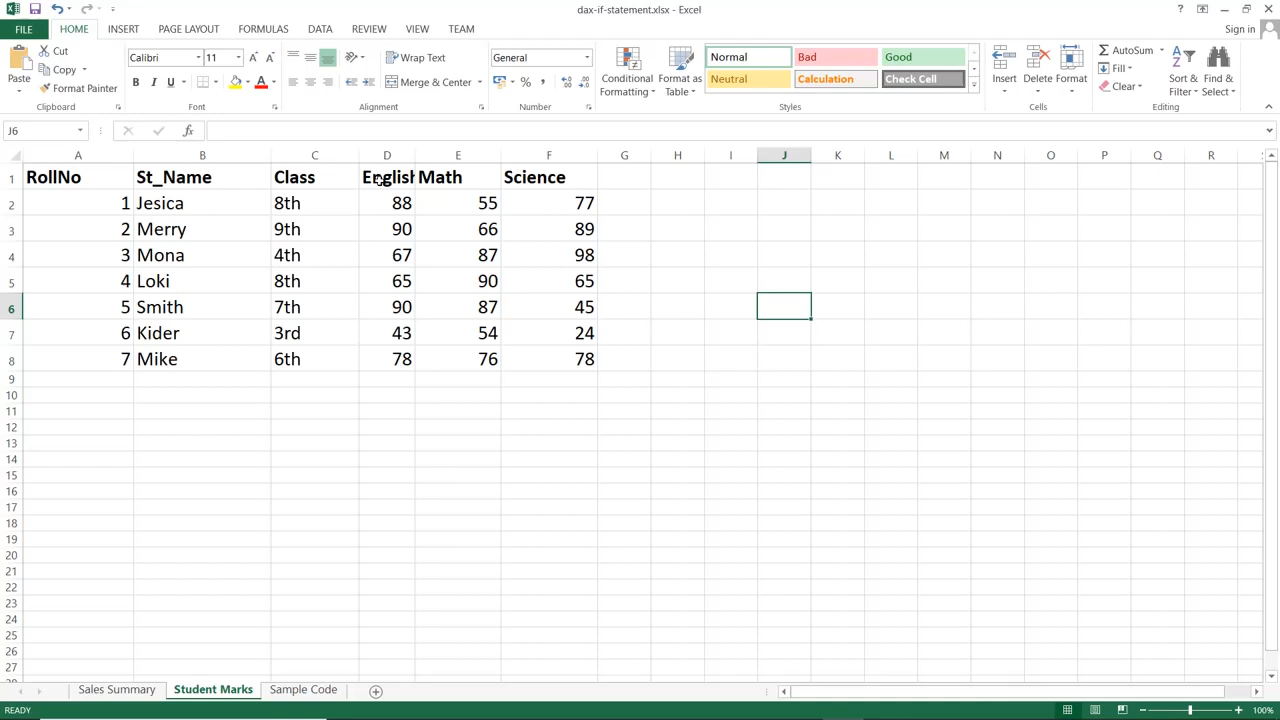 dax-if-statement.xlsx - Excel
FILE HOME INSERT PAGE LAYOUT FORMULAS DATA REVIEW VIEW TEAM Sign in
Paste Cut Copy Format Painter Clipboard
Calibri 11 A A B I U A Font
Wrap Text Merge & Center Alignment
General % , Number
Conditional Formatting Format as Table
Normal Bad Good
Neutral Calculation Check Cell
Styles
Insert Delete Format Cells
AutoSum Fill Clear Sort & Filter Find & Select Editing
J6 fx
A B C D E F G H I J K L M N O P Q R
1 RollNo St_Name Class English Math Science
2 1 Jesica 8th 88 55 77
3 2 Merry 9th 90 66 89
4 3 Mona 4th 67 87 98
5 4 Loki 8th 65 90 65
6 5 Smith 7th 90 87 45
7 6 Kider 3rd 43 54 24
8 7 Mike 6th 78 76 78
9
10
11
12
13
14
15
16
17
18
19
20
21
22
23
24
25
26
27
Sales Summary Student Marks Sample Code
READY 100%